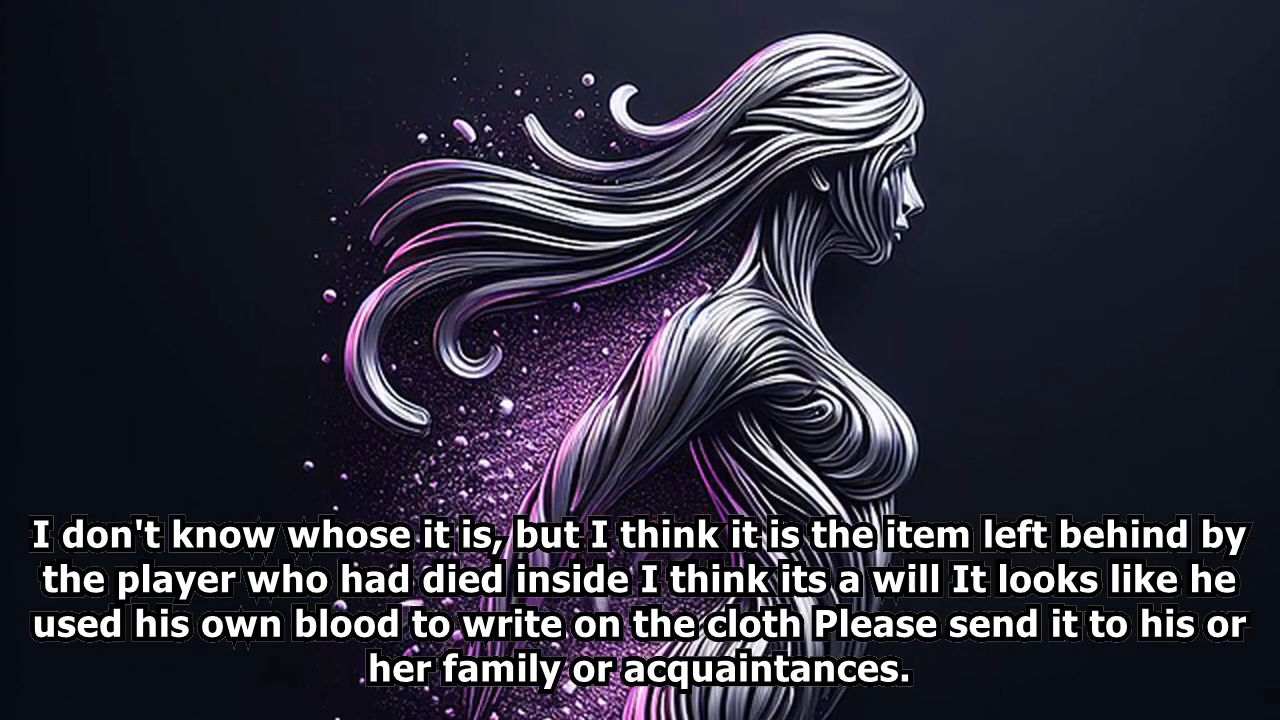 I don't know whose it is, but I think it is the item left behind by
the player who had died inside I think its a will It looks like he
used his own blood to write on the cloth Please send it to his or
her family or acquaintances.